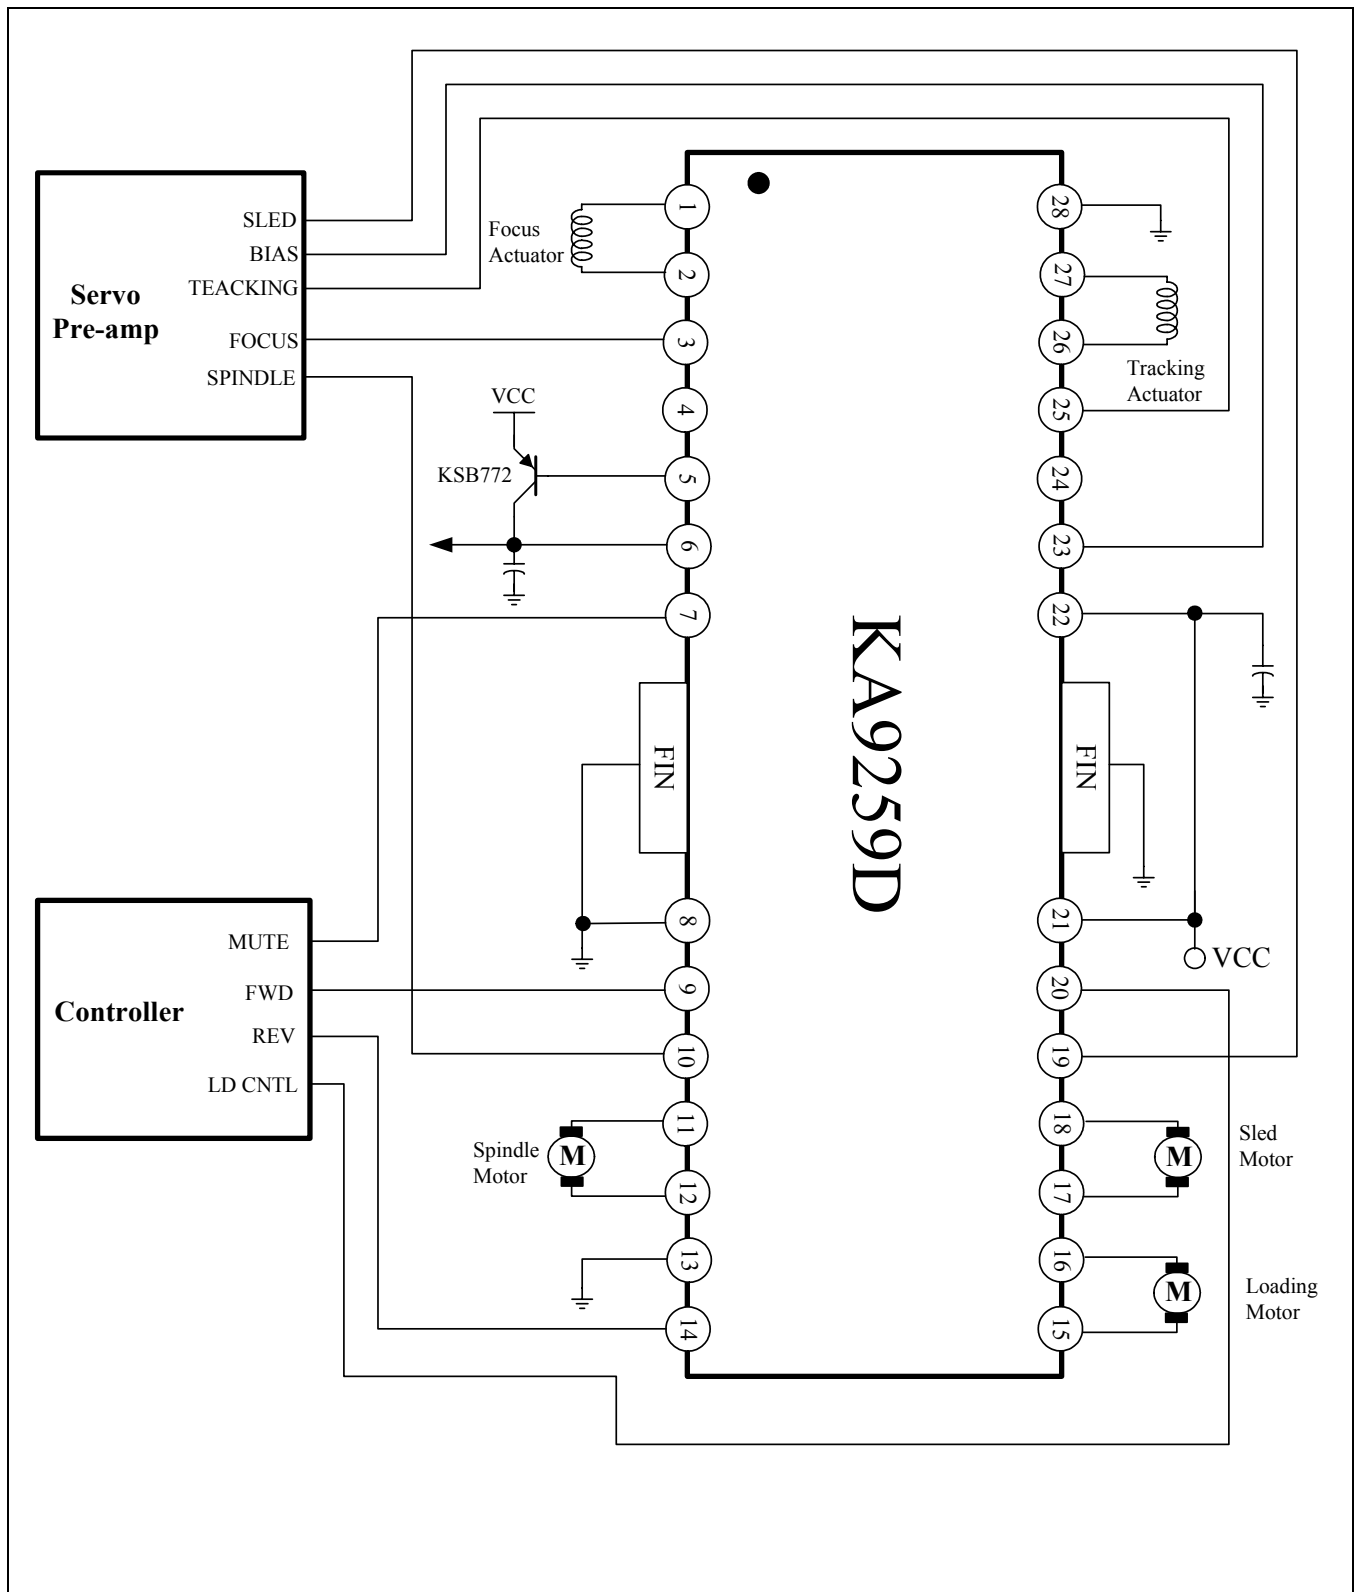 SLED
BIAS
TEACKING
FOCUS
SPINDLE
Servo
Pre-amp
Focus
Actuator
VCC
KSB772
1
2
3
4
5
6
7
FIN
8
9
10
11
12
13
14
KA9259D
28
27
26
25
24
23
22
FIN
21
20
19
18
17
16
15
Tracking
Actuator
VCC
MUTE
FWD
REV
LD CNTL
Controller
Spindle
Motor
M
Sled
Motor
M
Loading
Motor
M